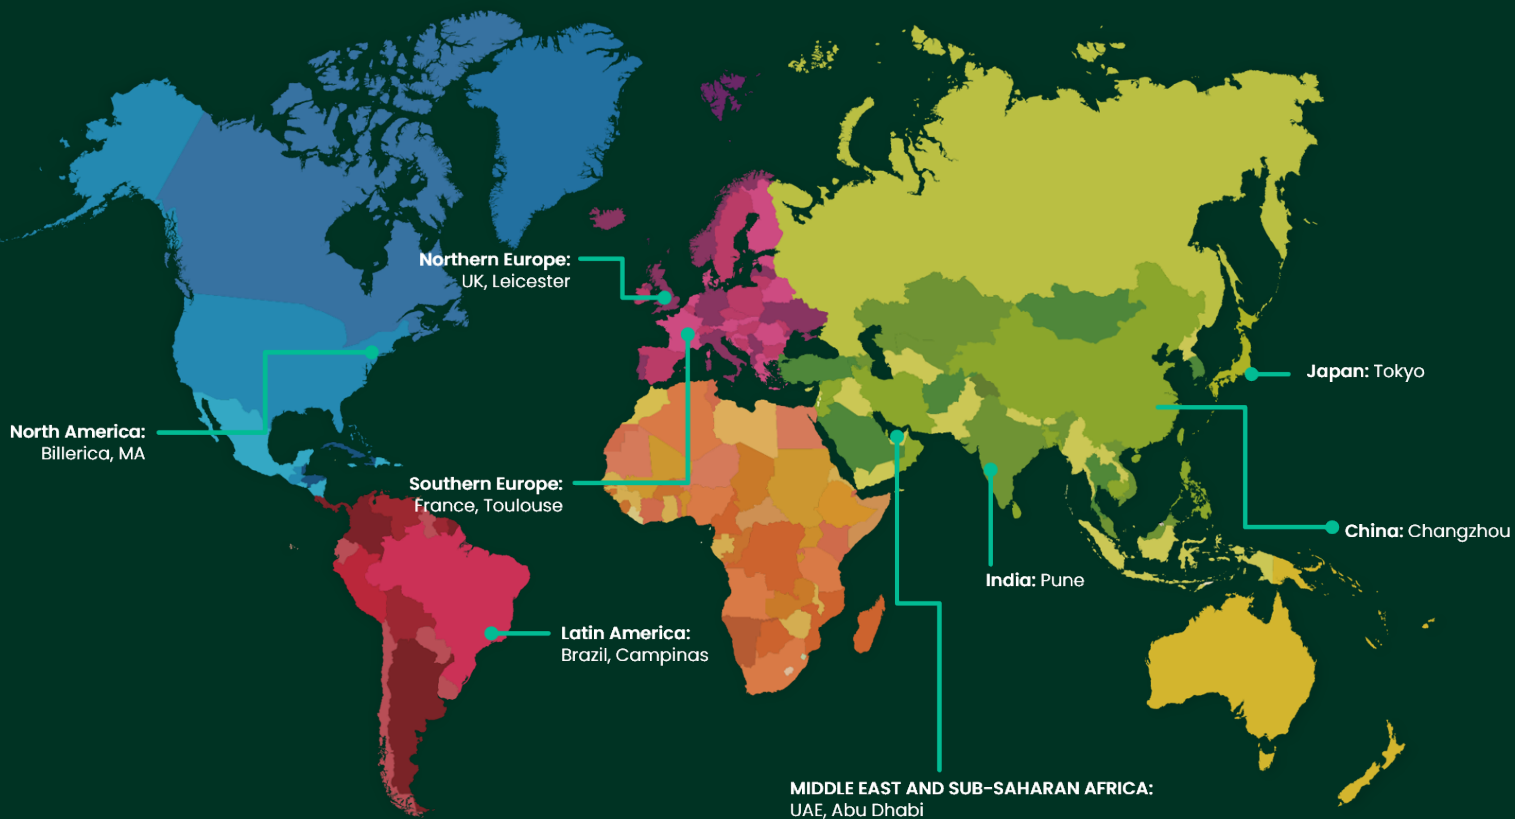 Northern Europe:
UK, Leicester
Japan: Tokyo
North America:
Billerica, MA
Southern Europe:
France, Toulouse
China: Changzhou
India: Pune
Latin America:
Brazil, Campinas
MIDDLE EAST AND SUB-SAHARAN AFRICA:
UAE, Abu Dhabi